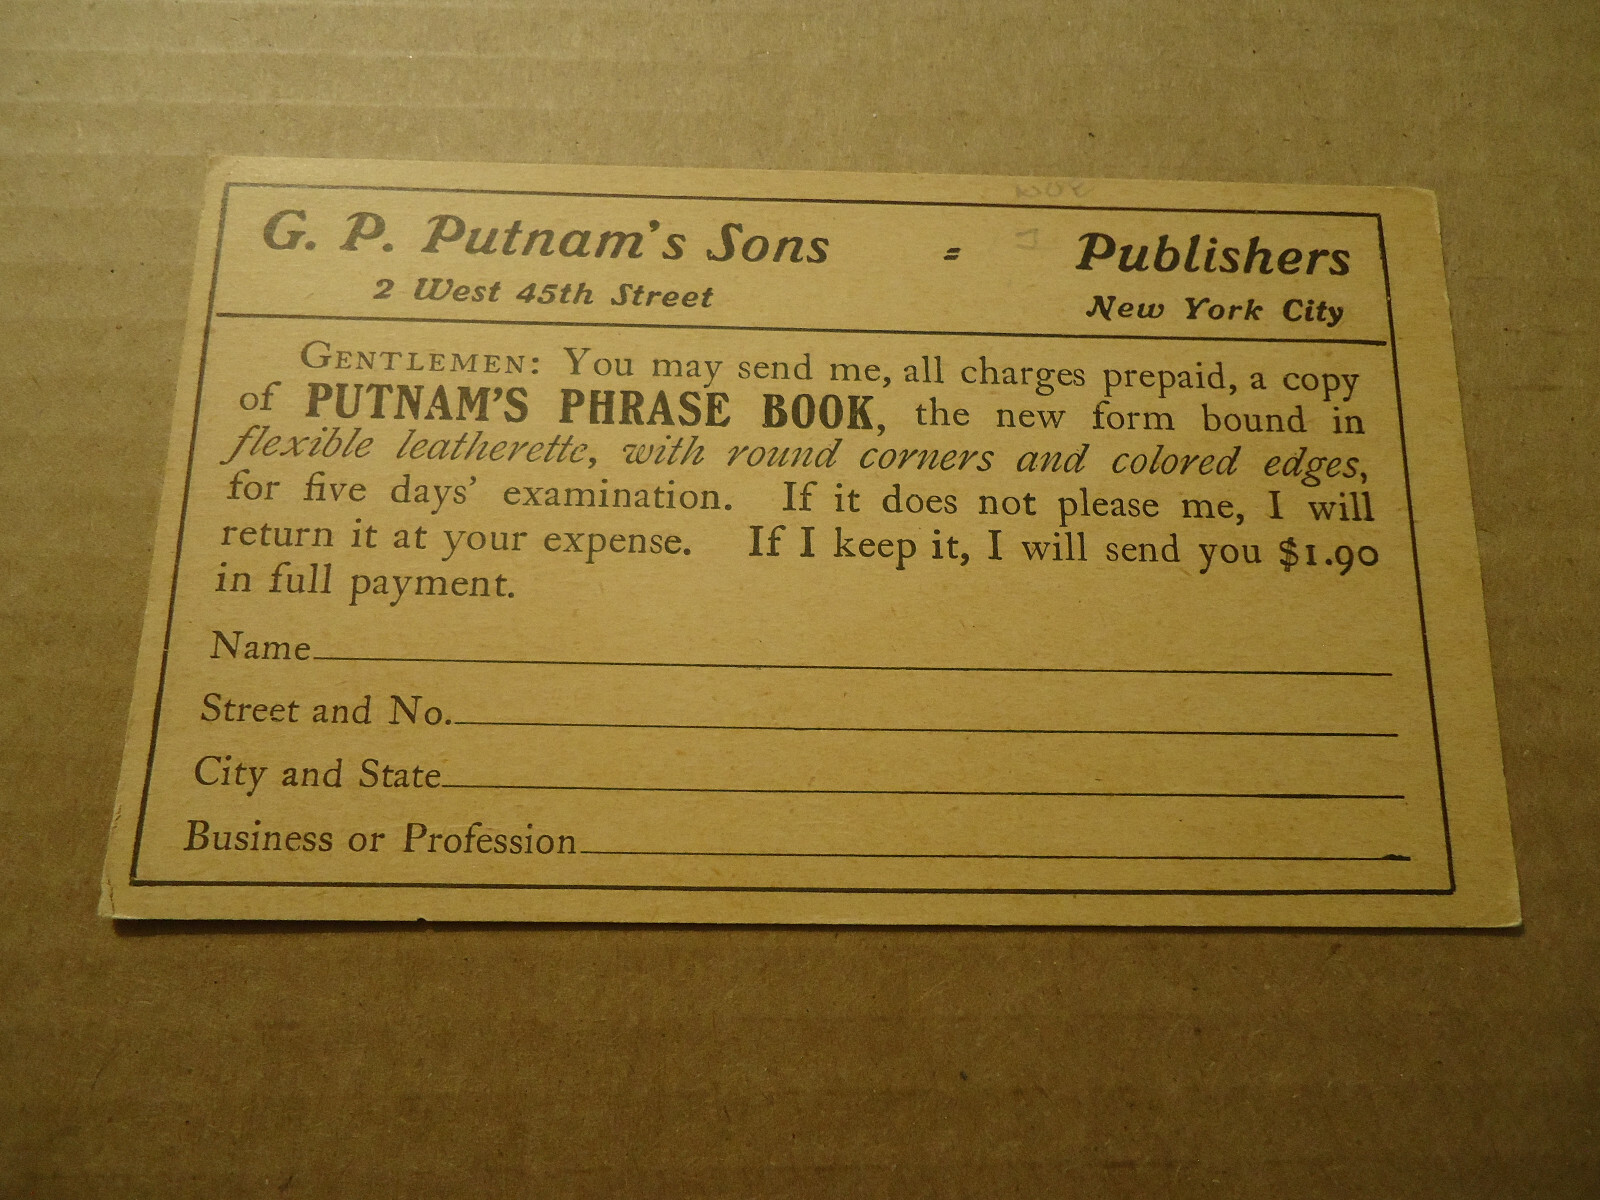 G. P. Putnam's Sons = Publishers
2 West 45th Street New York City
GENTLEMEN: You may send me, all charges prepaid, a copy
of PUTNAM'S PHRASE BOOK, the new form bound in
flexible leatherette, with round corners and colored edges,
for five days' examination. If it does not please me, I will
return it at your expense. If I keep it, I will send you $1.90
in full payment.
Name
Street and No.
City and State
Business or Profession